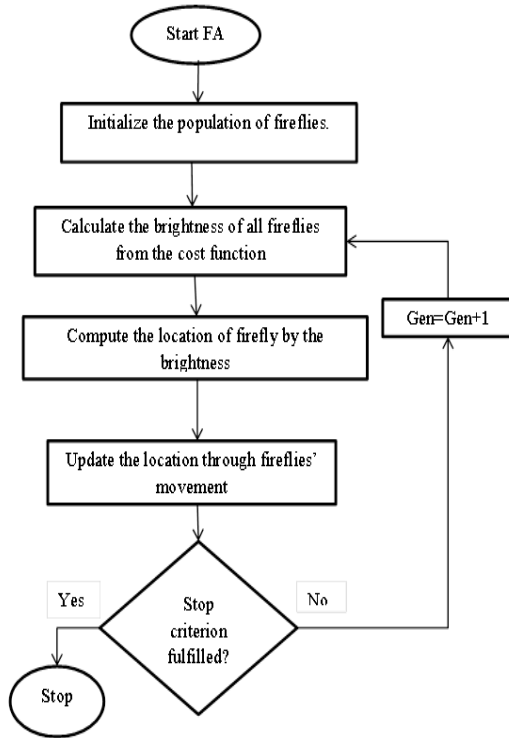 Start FA
Initialize the population of fireflies.
Calculate the brightness of all fireflies
from the cost function
Gen=Gen+1
Compute the location of firefly by the
brightness
Update the location through fireflies’
movement
Yes
No
Stop
criterion
fulfilled?
Stop